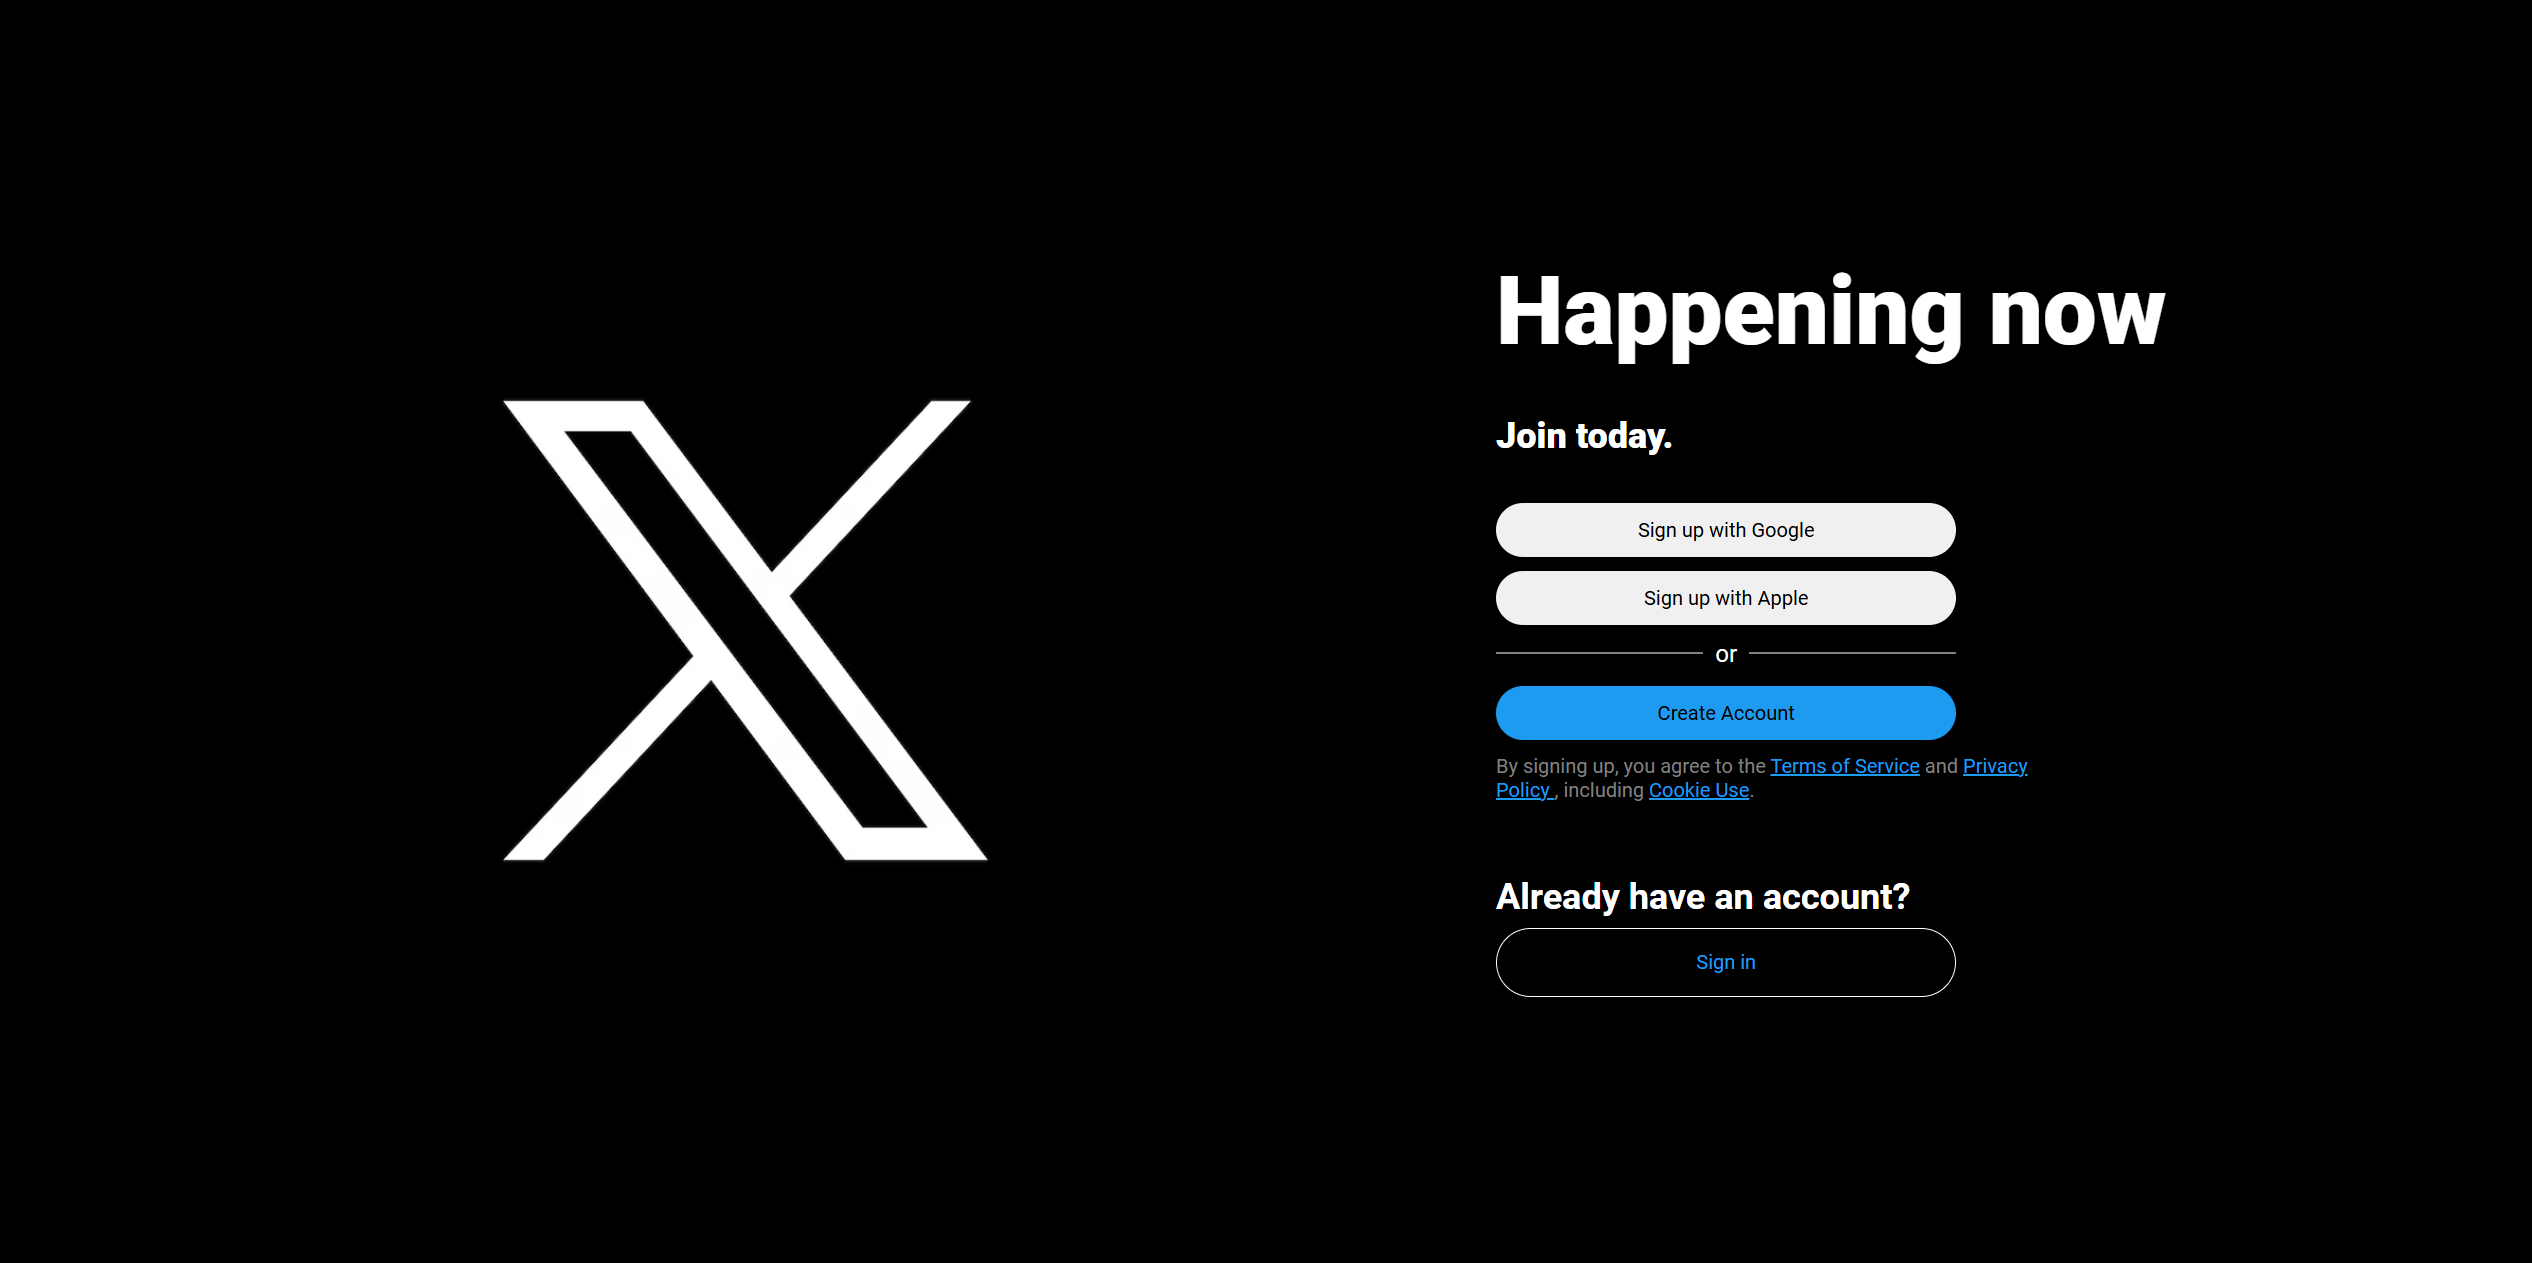 Happening now
Join today.
Sign up with Google
Sign up with Apple
or
Create Account
By signing up, you agree to the Terms of Service and Privacy
Policy , including Cookie Use.
Already have an account?
Sign in